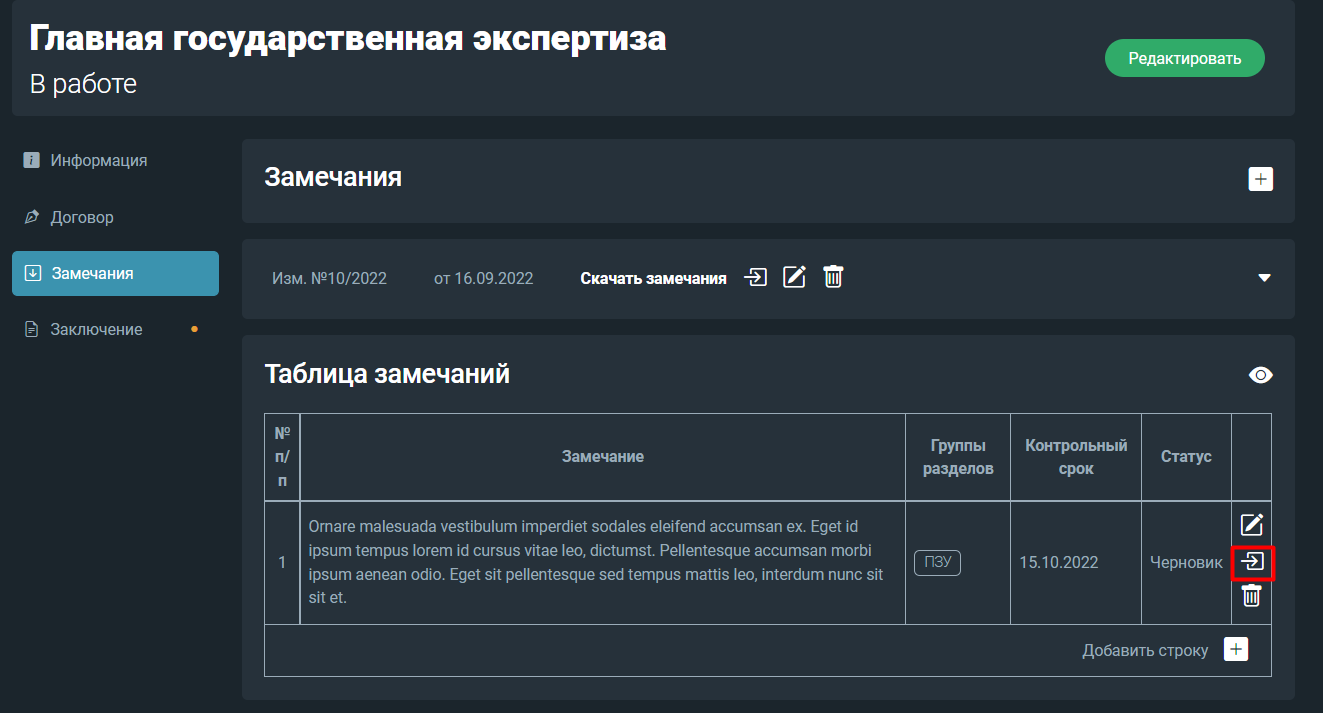 Главная государственная экспертиза
В работе
Редактировать
Информация
Договор
Замечания
Заключение
Замечания
Изм. №10/2022 от 16.09.2022 Скачать замечания
Таблица замечаний
№
п/
п
Замечание
Группы
разделов
Контрольный
срок
Статус
1
Ornare malesuada vestibulum imperdiet sodales eleifend accumsan ex. Eget id
ipsum tempus lorem id cursus vitae leo, dictumst. Pellentesque accumsan morbi
ipsum aenean odio. Eget sit pellentesque sed tempus mattis leo, interdum nunc sit
sit et.
ПЗУ
15.10.2022
Черновик
Добавить строку